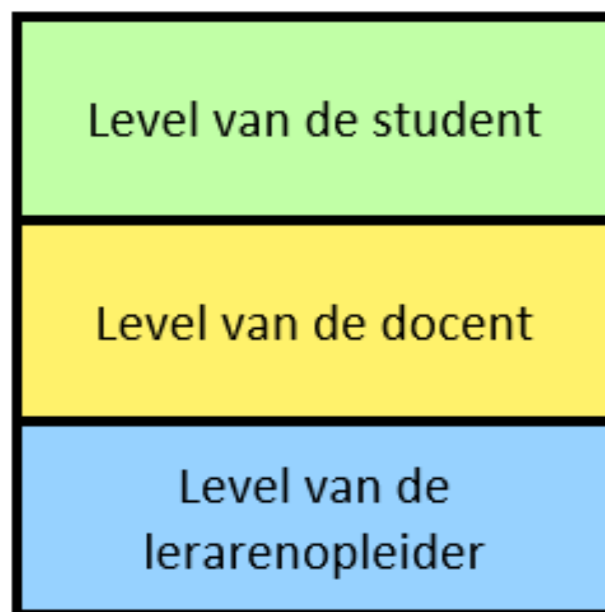 Level van de student
Level van de docent
Level van de
lerarenopleider